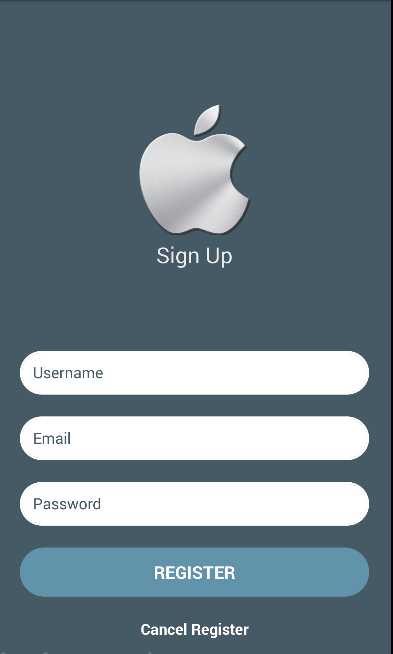 Sign Up
Username
Email
Password
REGISTER
Cancel Register